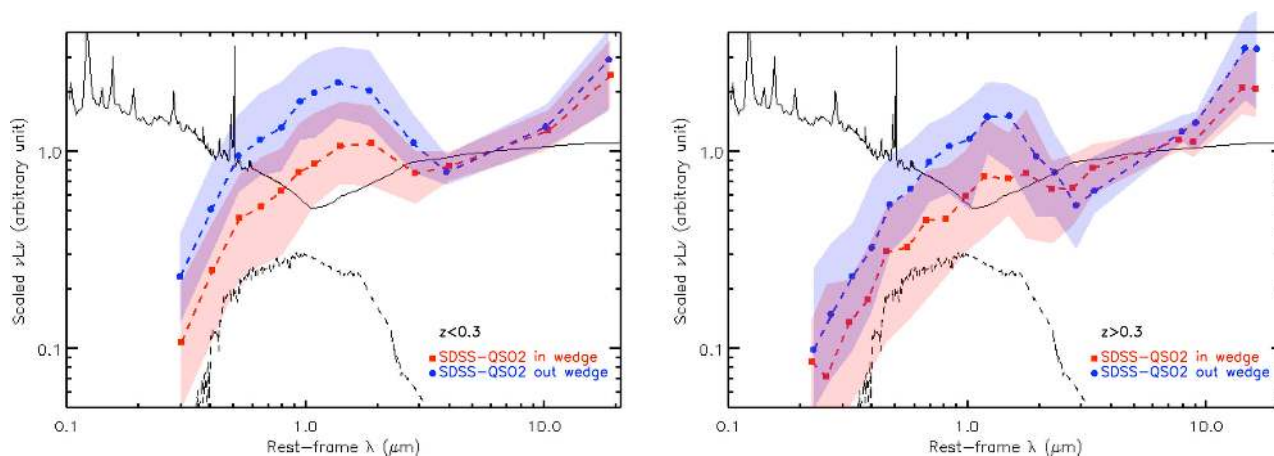 Scaled νLν (arbitrary unit)
1.0
0.1
z<0.3
SDSS-QSO2 in wedge
SDSS-QSO2 out wedge
0.1
1.0
10.0
Rest-frame λ (μm)
Scaled νLν (arbitrary unit)
1.0
0.1
z>0.3
SDSS-QSO2 in wedge
SDSS-QSO2 out wedge
0.1
1.0
10.0
Rest-frame λ (μm)